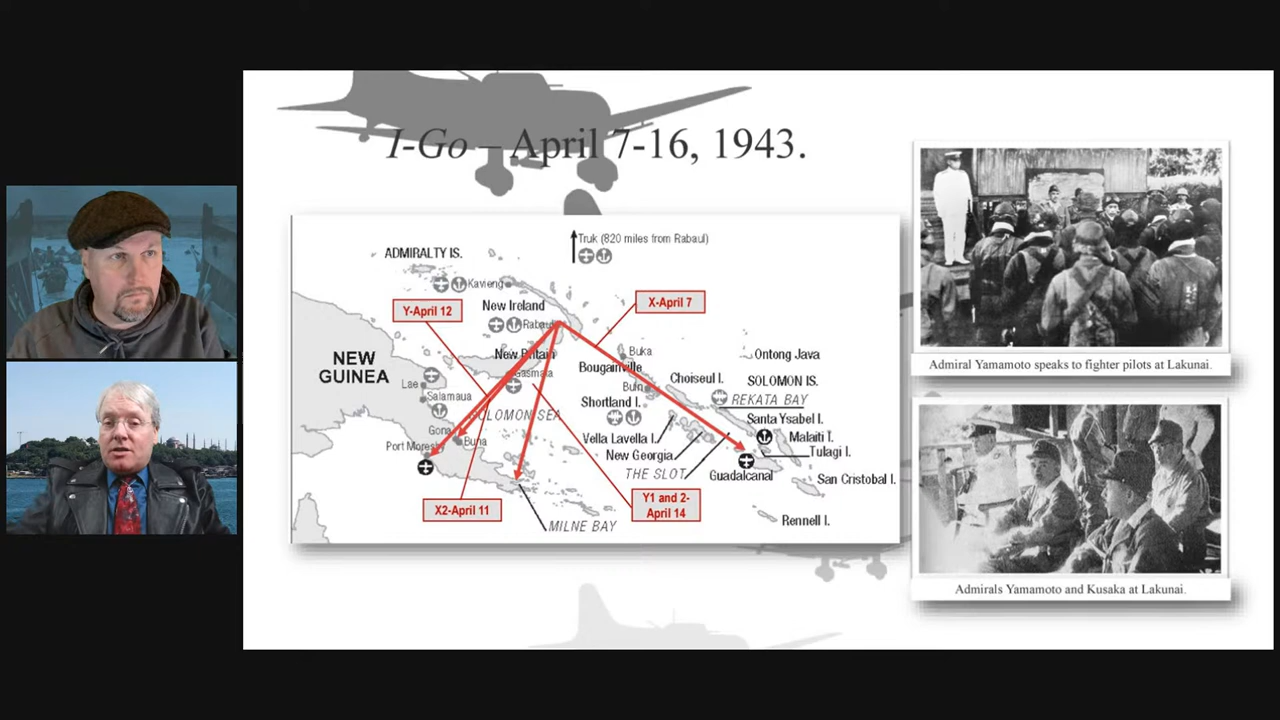 I-Go – April 7-16, 1943.
Truk (820 miles from Rabaul)
ADMIRALTY IS.
Kavieng
Y-April 12
New Ireland
X-April 7
Rabaul
NEW
GUINEA
New Britain
Buka
Ontong Java
Bougainville
Gasmata
Choiseul I.
SOLOMON IS.
Lae
Buin
REKATA BAY
Salamaua
Shortland I.
SOLOMON SEA
Santa Ysabel I.
Gona
Vella Lavella I.
Malaiti I.
Port Moresby
Buna
New Georgia
Tulagi I.
THE SLOT
Guadalcanal
San Cristobal I.
X2-April 11
Y1 and 2-
April 14
MILNE BAY
Rennell I.
Admiral Yamamoto speaks to fighter pilots at Lakunai.
Admirals Yamamoto and Kusaka at Lakunai.